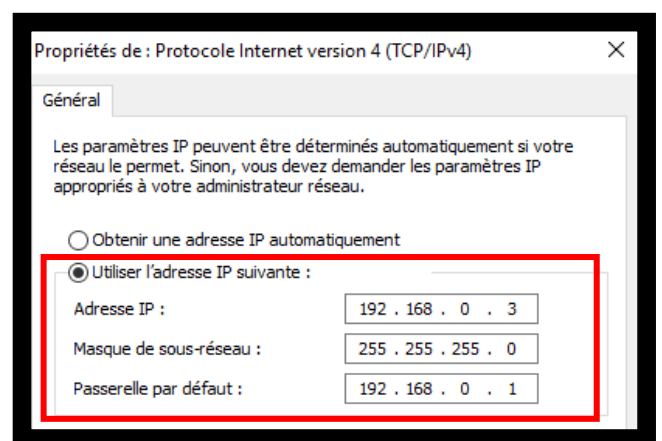 Propriétés de : Protocole Internet version 4 (TCP/IPv4)
Général
Les paramètres IP peuvent être déterminés automatiquement si votre
réseau le permet. Sinon, vous devez demander les paramètres IP
appropriés à votre administrateur réseau.
Obtenir une adresse IP automatiquement
Utiliser l'adresse IP suivante :
Adresse IP : 192 . 168 . 0 . 3
Masque de sous-réseau : 255 . 255 . 255 . 0
Passerelle par défaut : 192 . 168 . 0 . 1